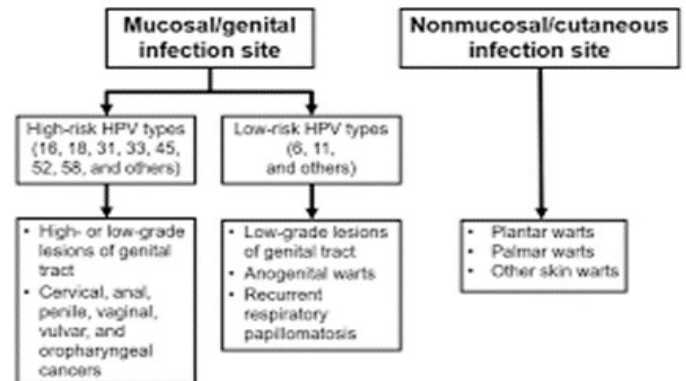 Mucosal/genital
infection site
Nonmucosal/cutaneous
infection site
High-risk HPV types
(16, 18, 31, 33, 45,
52, 58, and others)
Low-risk HPV types
(6, 11,
and others)
• High- or low-grade
lesions of genital
tract
• Cervical, anal,
penile, vaginal,
vulvar, and
oropharyngeal
cancers
• Low-grade lesions
of genital tract
• Anogenital warts
• Recurrent
respiratory
papillomatosis
• Plantar warts
• Palmar warts
• Other skin warts